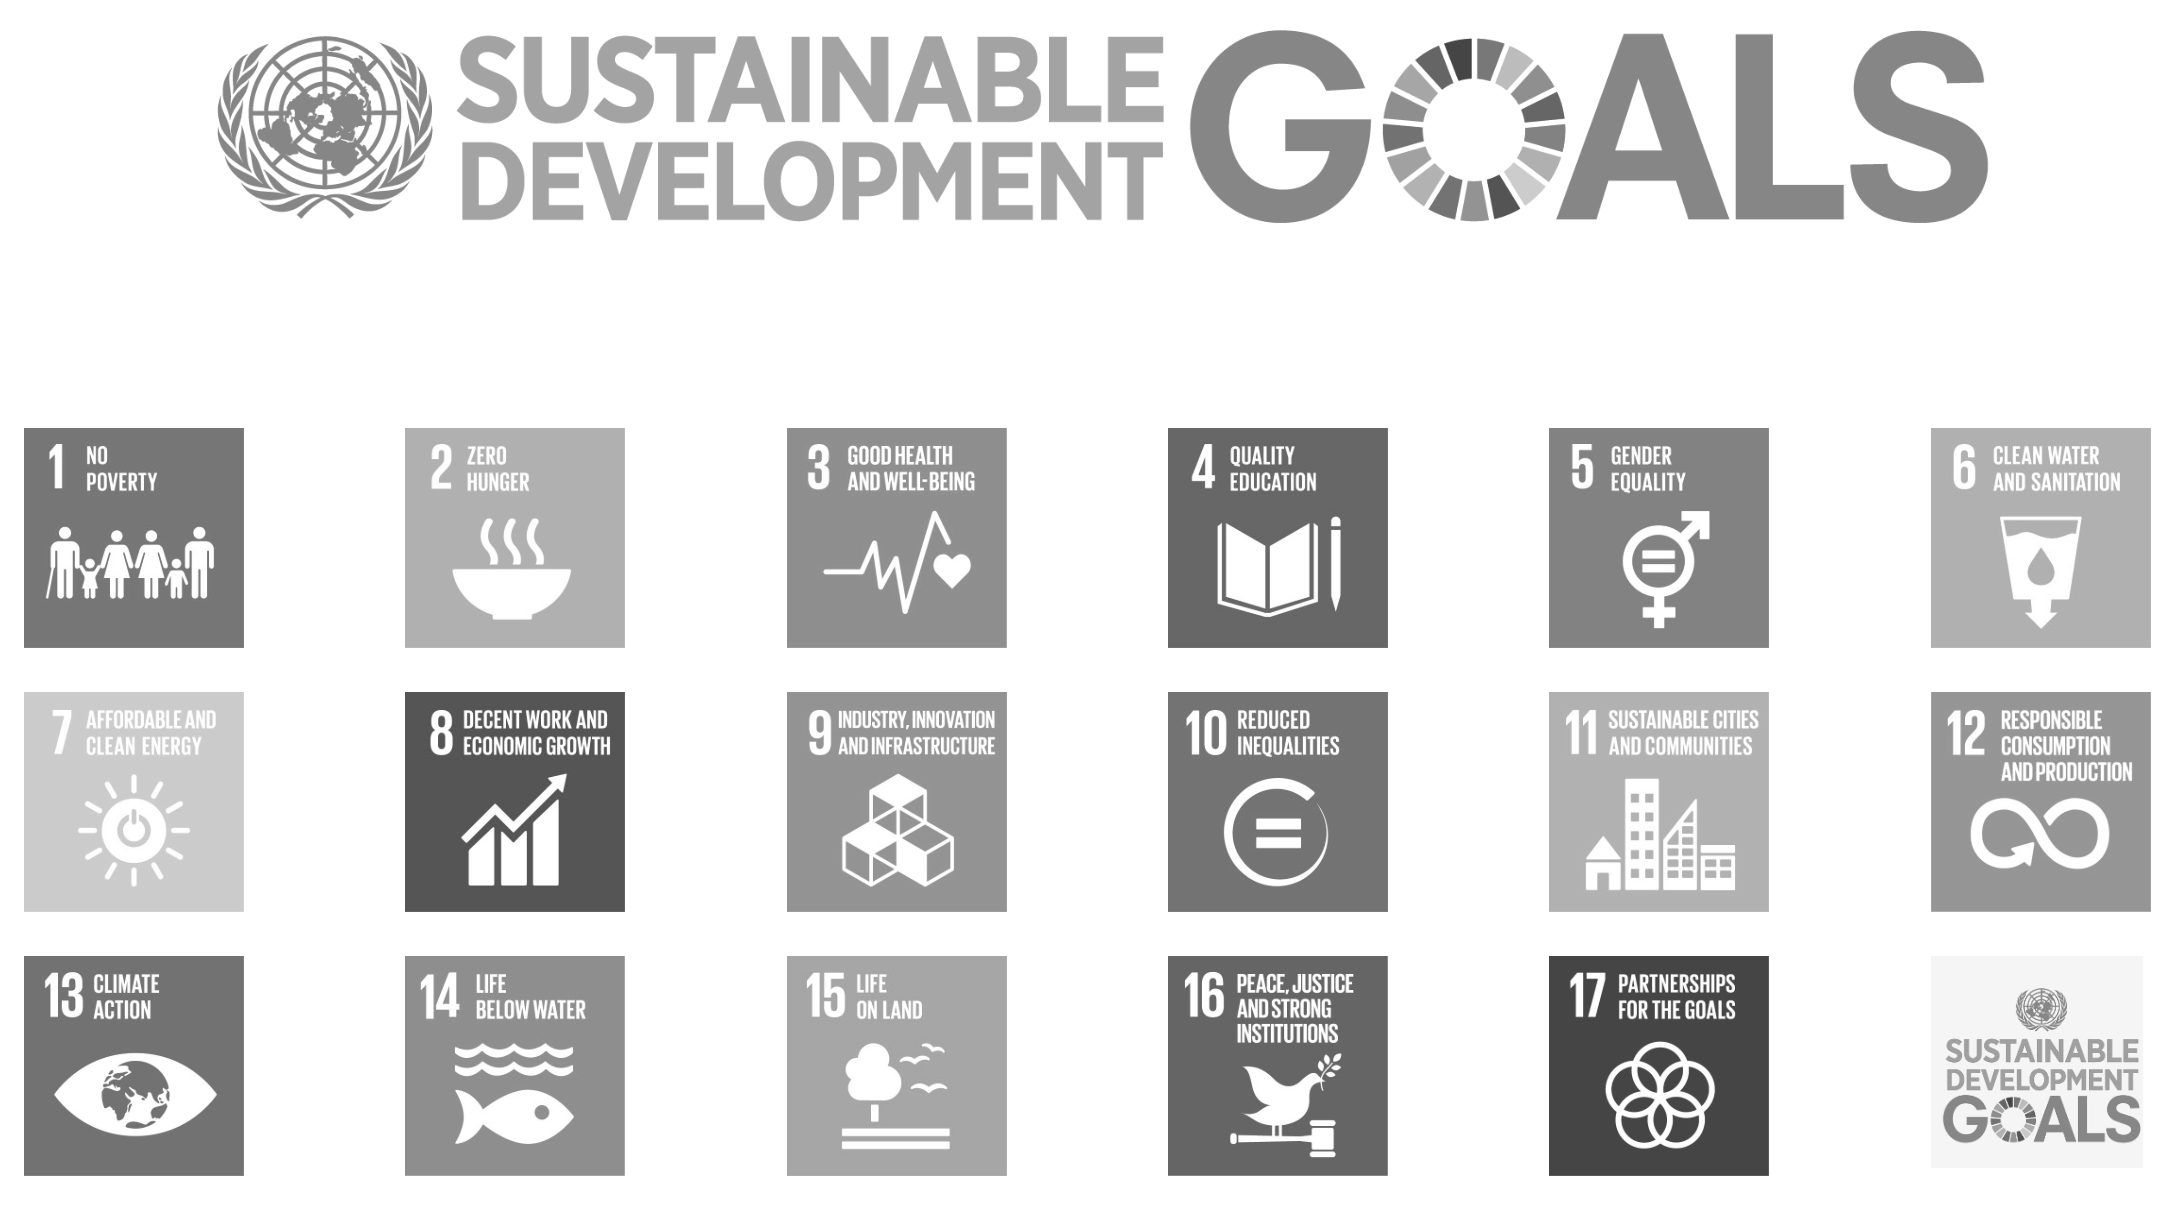 SUSTAINABLE
DEVELOPMENT
GOALS
1 NO
POVERTY
2 ZERO
HUNGER
3 GOOD HEALTH
AND WELL-BEING
4 QUALITY
EDUCATION
5 GENDER
EQUALITY
6 CLEAN WATER
AND SANITATION
7 AFFORDABLE AND
CLEAN ENERGY
8 DECENT WORK AND
ECONOMIC GROWTH
9 INDUSTRY, INNOVATION
AND INFRASTRUCTURE
10 REDUCED
INEQUALITIES
11 SUSTAINABLE CITIES
AND COMMUNITIES
12 RESPONSIBLE
CONSUMPTION
AND PRODUCTION
13 CLIMATE
ACTION
14 LIFE
BELOW WATER
15 LIFE
ON LAND
16 PEACE, JUSTICE
AND STRONG
INSTITUTIONS
17 PARTNERSHIPS
FOR THE GOALS
SUSTAINABLE
DEVELOPMENT
GOALS